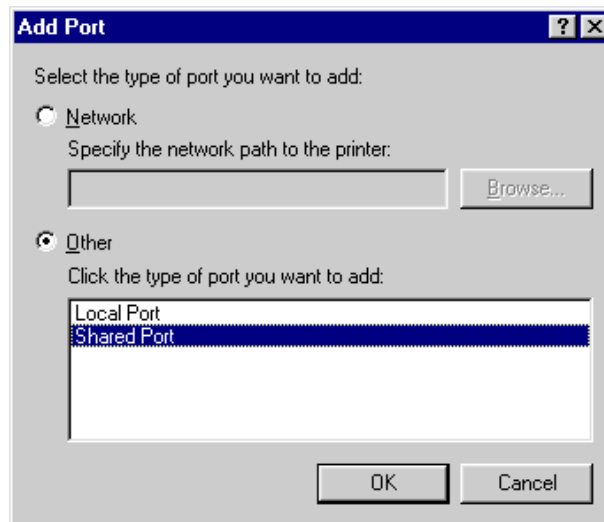 Add Port
Select the type of port you want to add:
Network
Specify the network path to the printer:
Browse...
Other
Click the type of port you want to add:
Local Port
Shared Port
OK Cancel